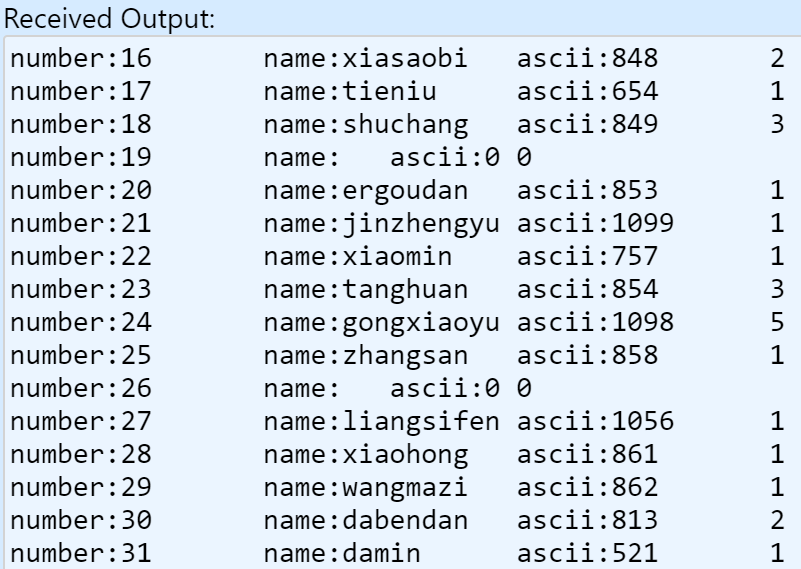 Received Output:
number:16 name:xiasaobi ascii:848 2
number:17 name:tieniu ascii:654 1
number:18 name:shuchang ascii:849 3
number:19 name: ascii:0 0
number:20 name:ergoudan ascii:853 1
number:21 name:jinzhengyu ascii:1099 1
number:22 name:xiaomin ascii:757 1
number:23 name:tanghuan ascii:854 3
number:24 name:gongxiaoyu ascii:1098 5
number:25 name:zhangsan ascii:858 1
number:26 name: ascii:0 0
number:27 name:liangsifen ascii:1056 1
number:28 name:xiaohong ascii:861 1
number:29 name:wangmazi ascii:862 1
number:30 name:dabendan ascii:813 2
number:31 name:damin ascii:521 1